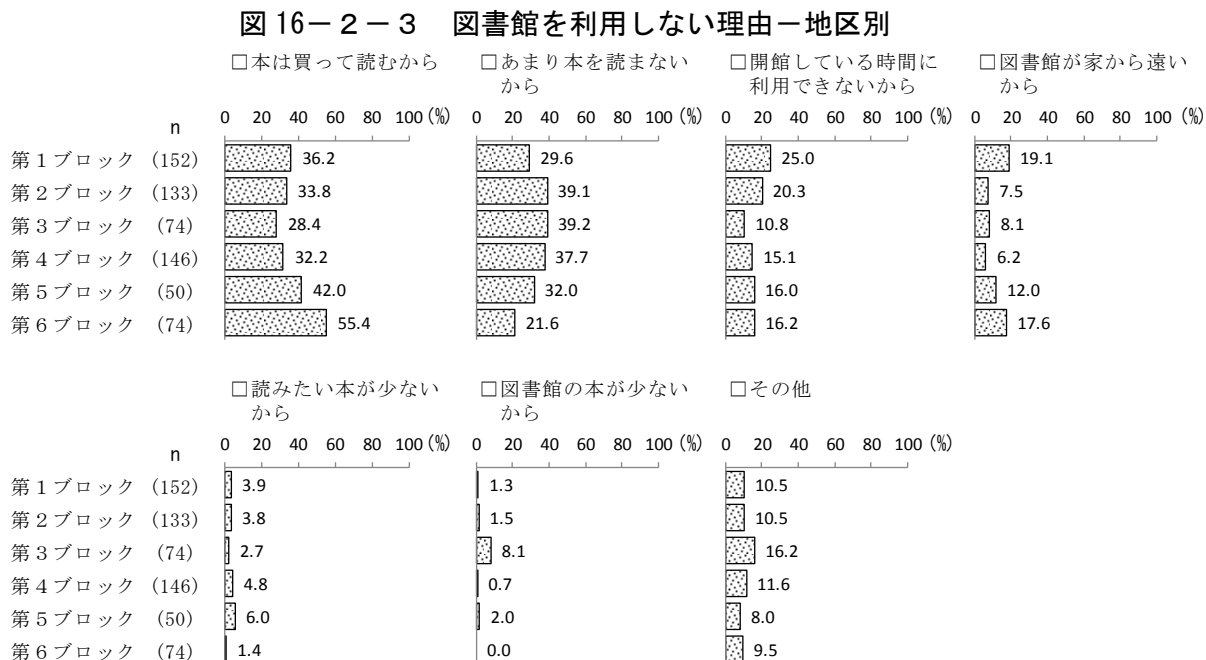 図 16－２－３　図書館を利用しない理由－地区別
□本は買って読むから　□あまり本を読まない　□開館している時間に　□図書館が家から遠い
から　利用できないから　から
0 20 40 60 80 100 (%) 0 20 40 60 80 100 (%) 0 20 40 60 80 100 (%) 0 20 40 60 80 100 (%)
n
第１ブロック (152) 36.2 29.6 25.0 19.1
第２ブロック (133) 33.8 39.1 20.3 7.5
第３ブロック (74) 28.4 39.2 10.8 8.1
第４ブロック (146) 32.2 37.7 15.1 6.2
第５ブロック (50) 42.0 32.0 16.0 12.0
第６ブロック (74) 55.4 21.6 16.2 17.6
□読みたい本が少ない　□図書館の本が少ない　□その他
から　から
0 20 40 60 80 100 (%) 0 20 40 60 80 100 (%) 0 20 40 60 80 100 (%)
n
第１ブロック (152) 3.9 1.3 10.5
第２ブロック (133) 3.8 1.5 10.5
第３ブロック (74) 2.7 8.1 16.2
第４ブロック (146) 4.8 0.7 11.6
第５ブロック (50) 6.0 2.0 8.0
第６ブロック (74) 1.4 0.0 9.5